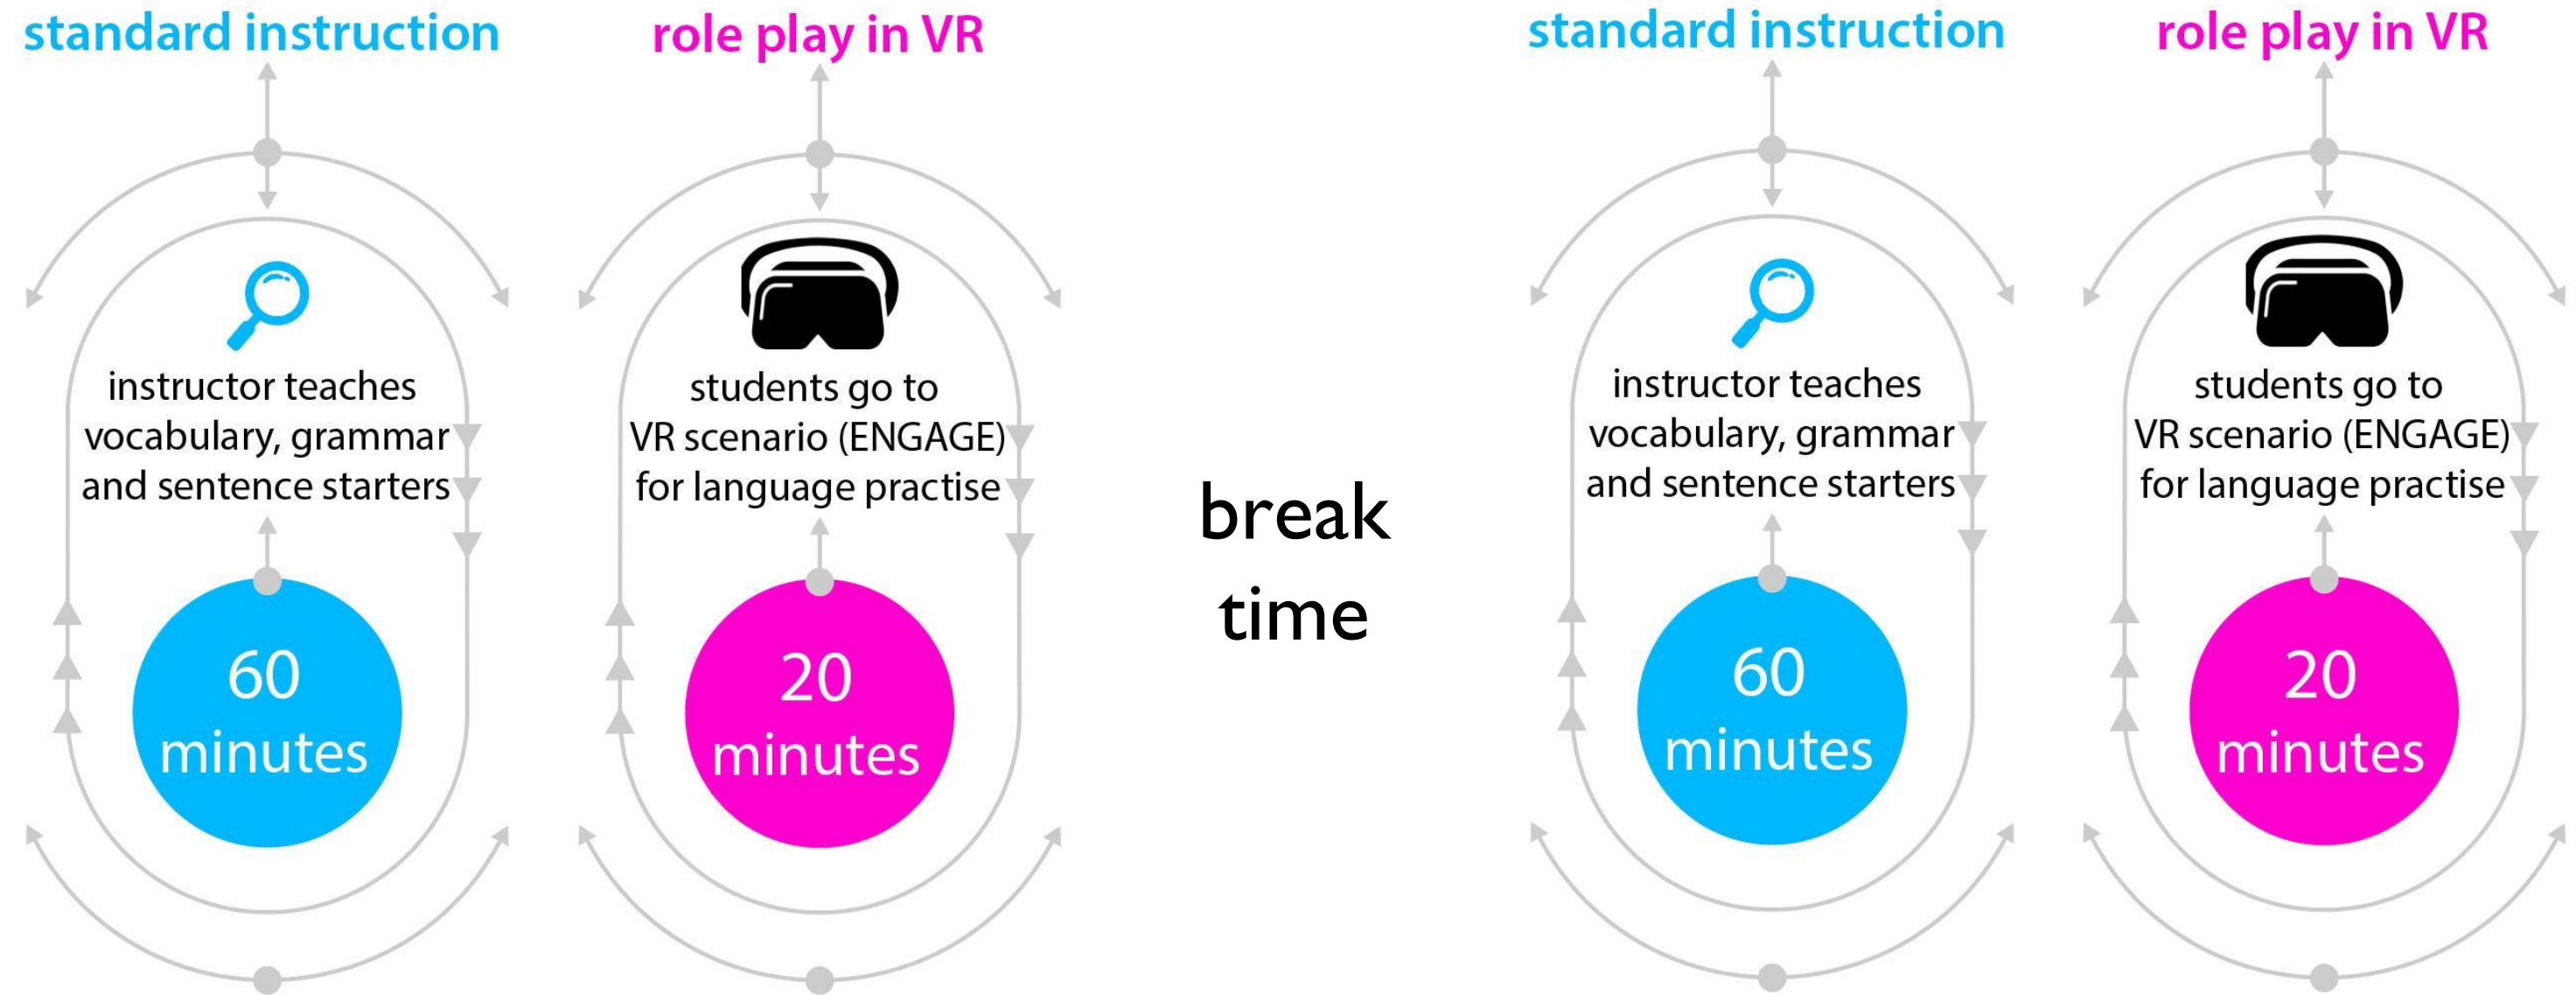 standard instruction
instructor teaches
vocabulary, grammar
and sentence starters
60
minutes
role play in VR
students go to
VR scenario (ENGAGE)
for language practise
20
minutes
break
time
standard instruction
instructor teaches
vocabulary, grammar
and sentence starters
60
minutes
role play in VR
students go to
VR scenario (ENGAGE)
for language practise
20
minutes